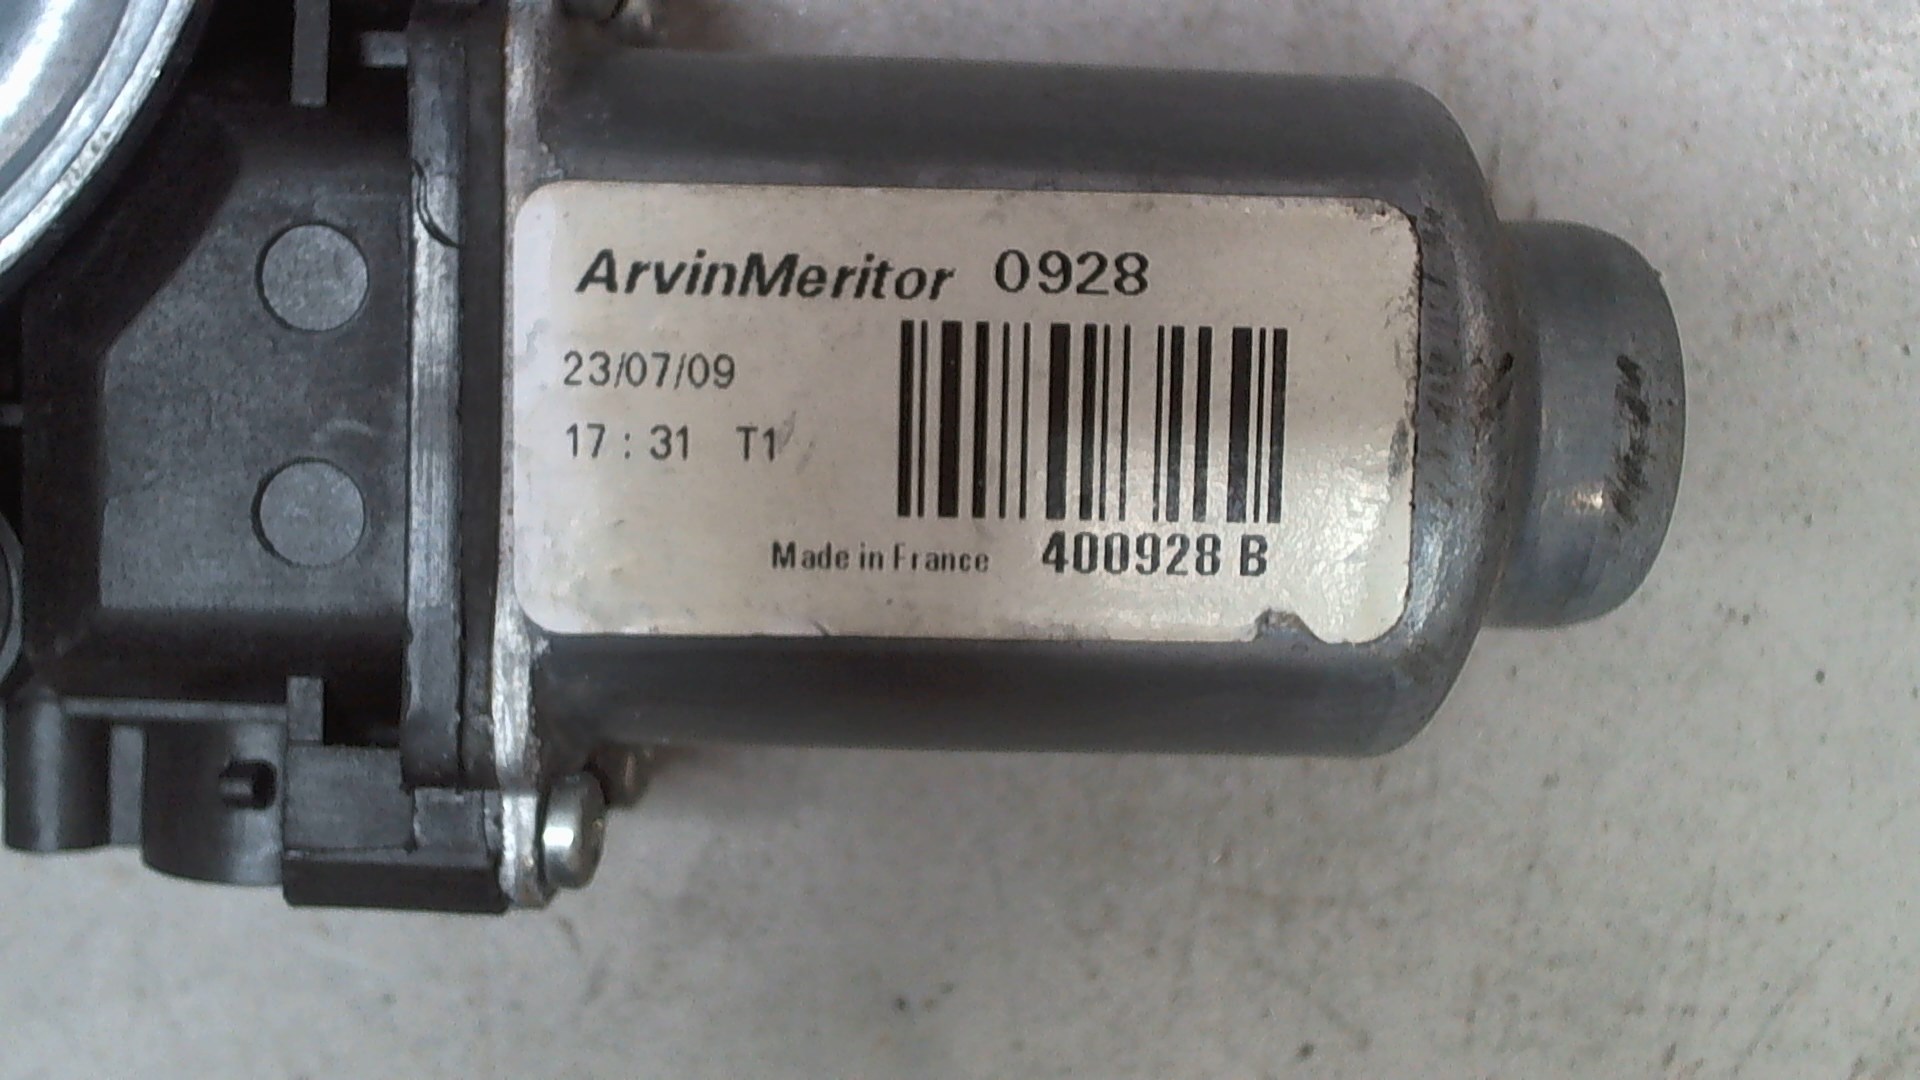 ArvinMeritor 0928
23/07/09
17 : 31 T1
Made in France 400928 B